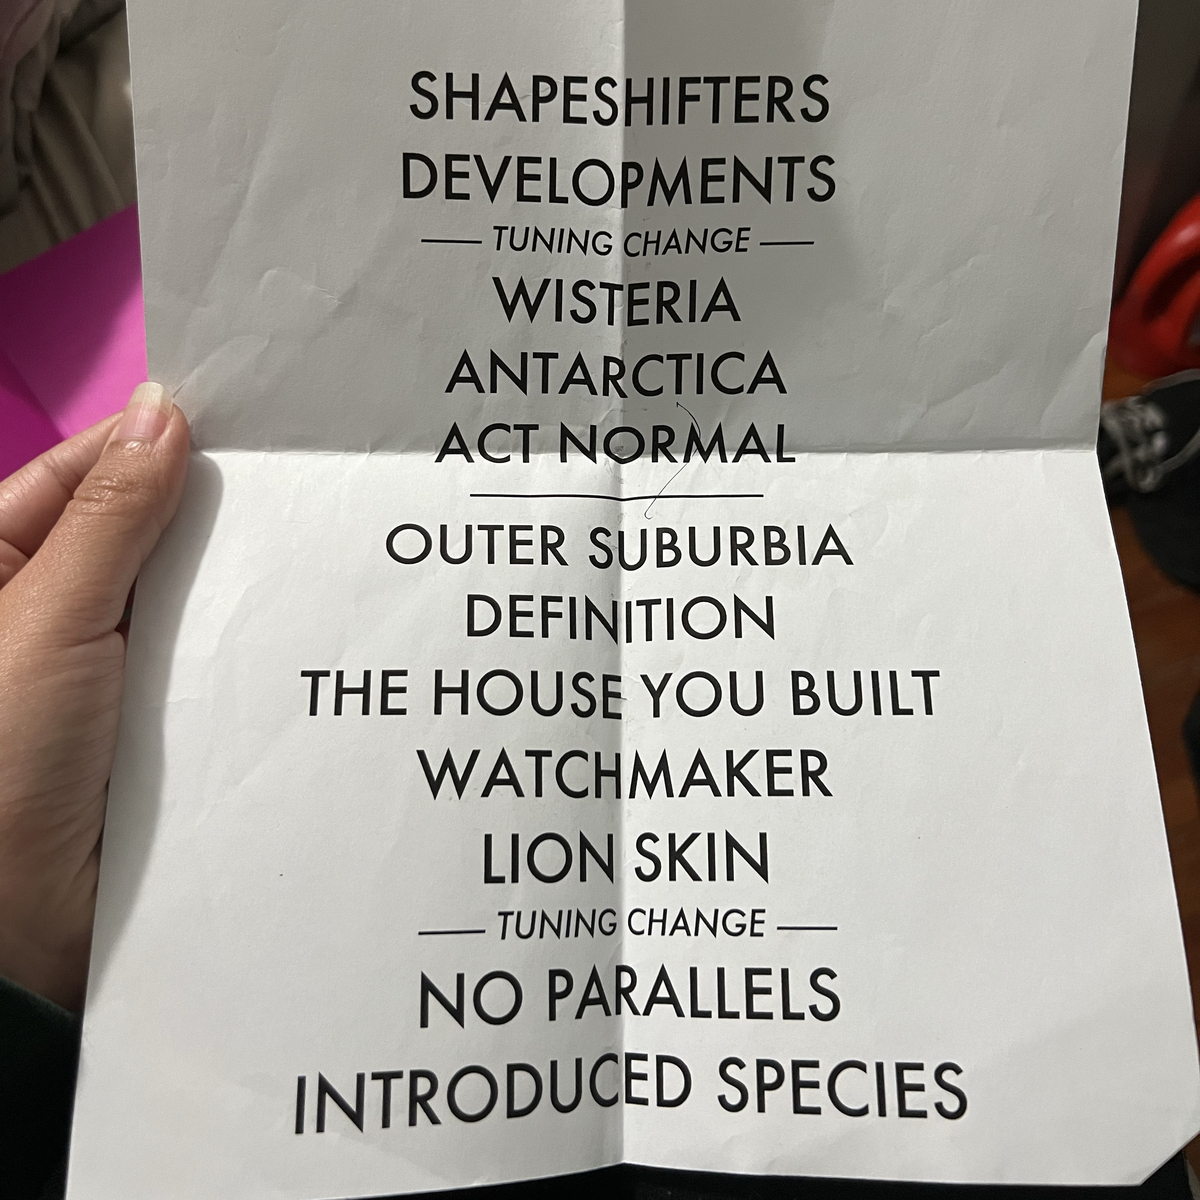 SHAPESHIFTERS
DEVELOPMENTS
— TUNING CHANGE —
WISTERIA
ANTARCTICA
ACT NORMAL
OUTER SUBURBIA
DEFINITION
THE HOUSE YOU BUILT
WATCHMAKER
LION SKIN
— TUNING CHANGE —
NO PARALLELS
INTRODUCED SPECIES